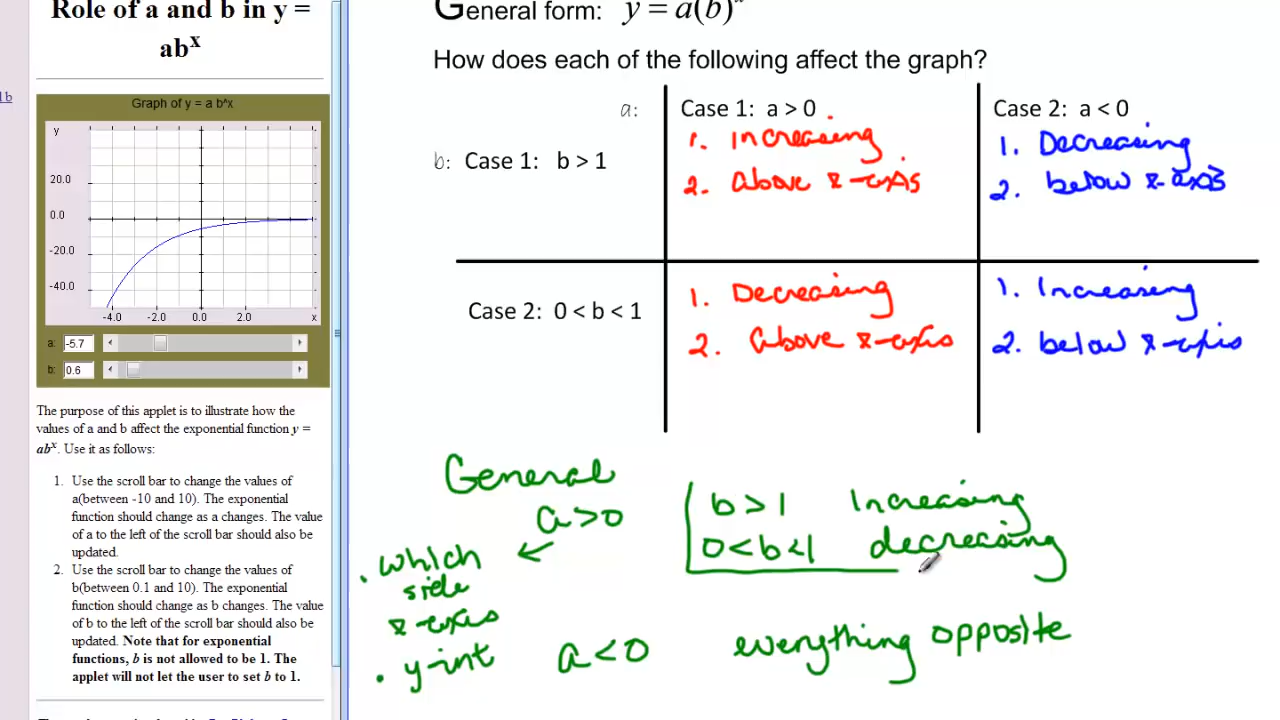 Role of a and b in y =
ab^x
1b
Graph of y = a b^x
y
20.0
0.0
-20.0
-40.0
-4.0 -2.0 0.0 2.0 x
a: -5.7
b: 0.6
The purpose of this applet is to illustrate how the
values of a and b affect the exponential function y =
ab^x. Use it as follows:
1. Use the scroll bar to change the values of
a(between -10 and 10). The exponential
function should change as a changes. The value
of a to the left of the scroll bar should also be
updated.
2. Use the scroll bar to change the values of
b(between 0.1 and 10). The exponential
function should change as b changes. The value
of b to the left of the scroll bar should also be
updated. Note that for exponential
functions, b is not allowed to be 1. The
applet will not let the user to set b to 1.
General form: y = a(b)
How does each of the following affect the graph?
a: Case 1: a > 0 Case 2: a < 0
b: Case 1: b > 1
1. Increasing
2. above x-axis
1. Decreasing
2. below x-axis
Case 2: 0 < b < 1
1. Decreasing
2. above x-axis
1. Increasing
2. below x-axis
General
a > 0
b > 1 Increasing
0 < b < 1 decreasing
. which
side
x-axis
. y-int
a < 0 everything opposite